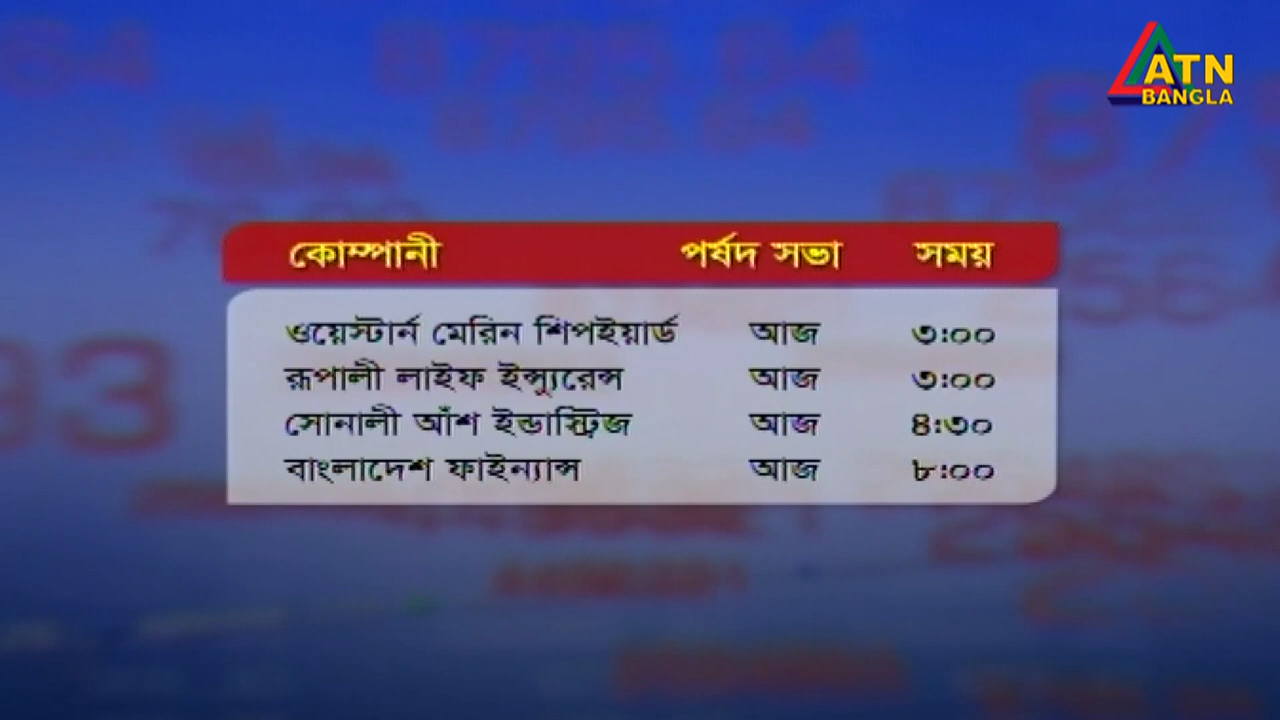 ATN
BANGLA
কোম্পানী পর্ষদ সভা সময়
ওয়েস্টার্ন মেরিন শিপইয়ার্ড আজ ৩:০০
রূপালী লাইফ ইন্স্যুরেন্স আজ ৩:০০
সোনালী আঁশ ইন্ডাস্ট্রিজ আজ ৪:৩০
বাংলাদেশ ফাইন্যান্স আজ ৮:০০